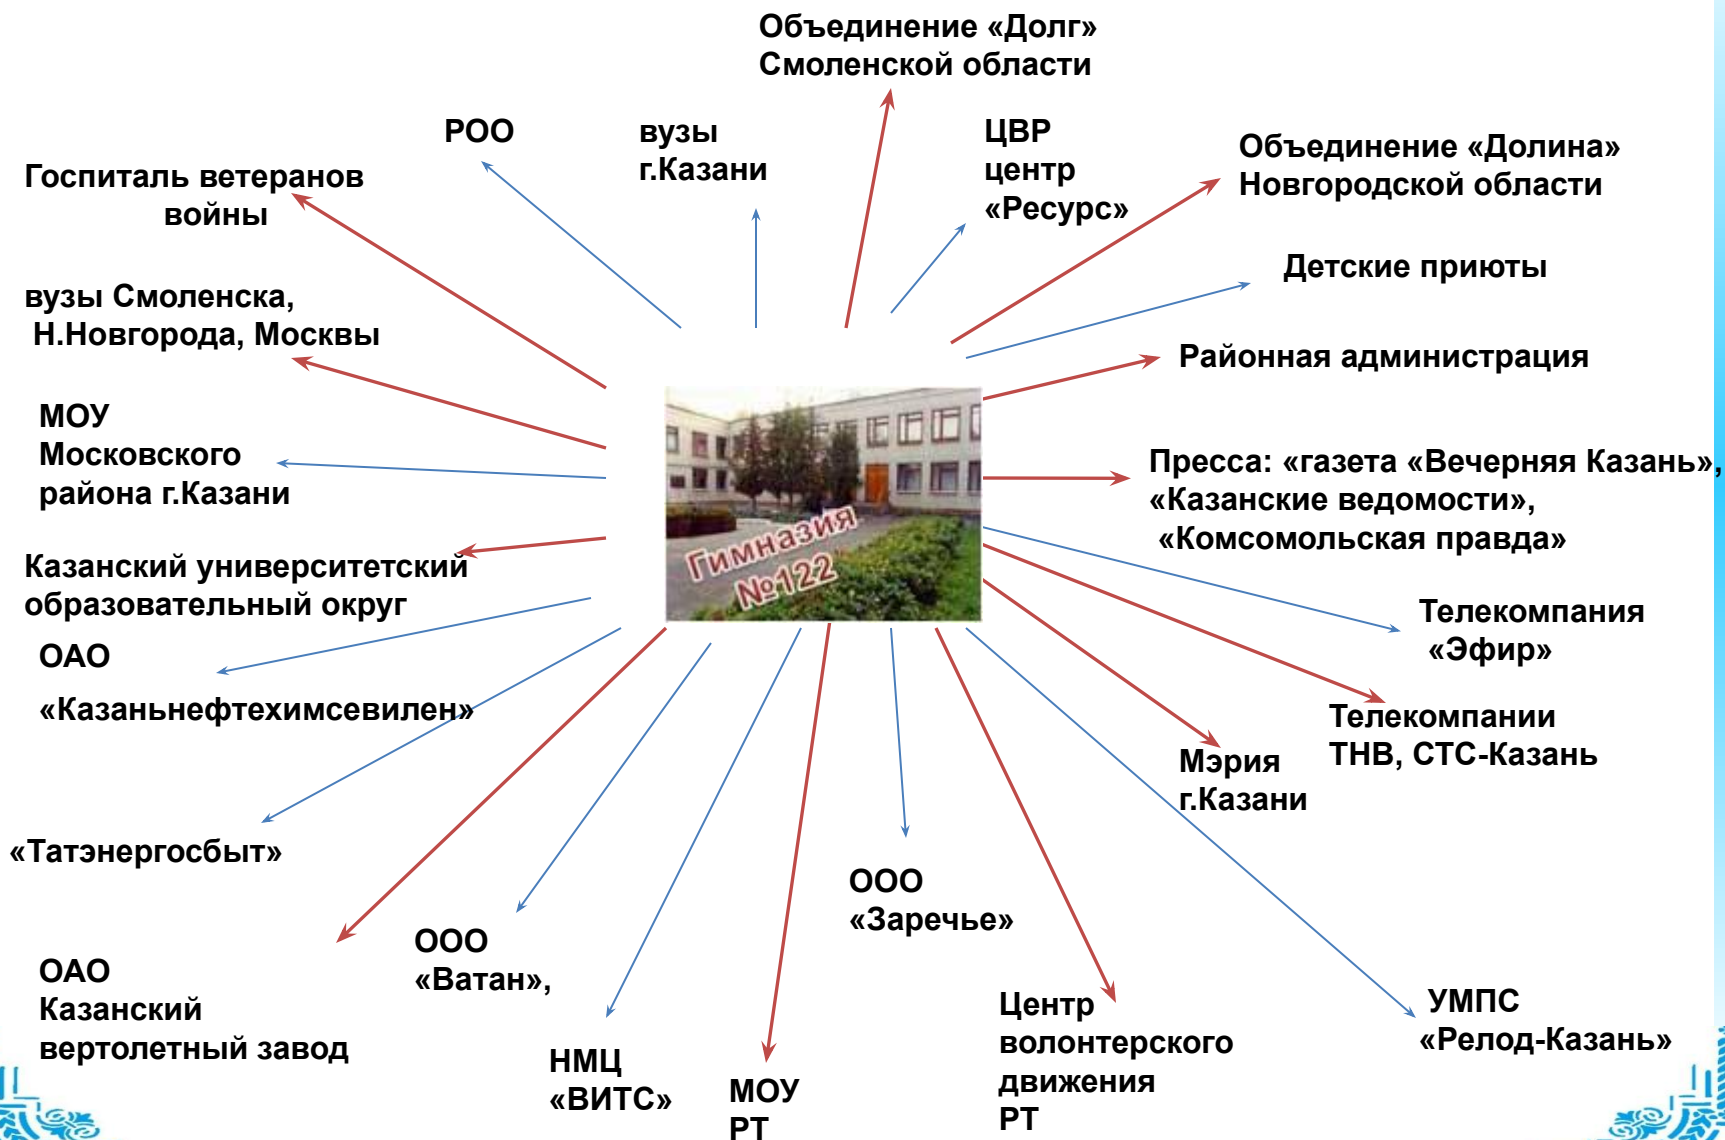 Объединение «Долг»
Смоленской области
РОО
вузы
г.Казани
ЦВР
центр
«Ресурс»
Объединение «Долина»
Новгородской области
Госпиталь ветеранов
войны
Детские приюты
вузы Смоленска,
Н.Новгорода, Москвы
Районная администрация
МОУ
Московского
района г.Казани
Пресса: «газета «Вечерняя Казань»,
«Казанские ведомости»,
«Комсомольская правда»
Гимназия
№122
Казанский университетский
образовательный округ
Телекомпания
«Эфир»
ОАО
«Казаньнефтехимсевилен»
Телекомпании
ТНВ, СТС-Казань
Мэрия
г.Казани
«Татэнергосбыт»
ООО
«Заречье»
ООО
«Ватан»,
ОАО
Казанский
вертолетный завод
Центр
волонтерского
движения
РТ
УМПС
«Релод-Казань»
НМЦ
«ВИТС»
МОУ
РТ